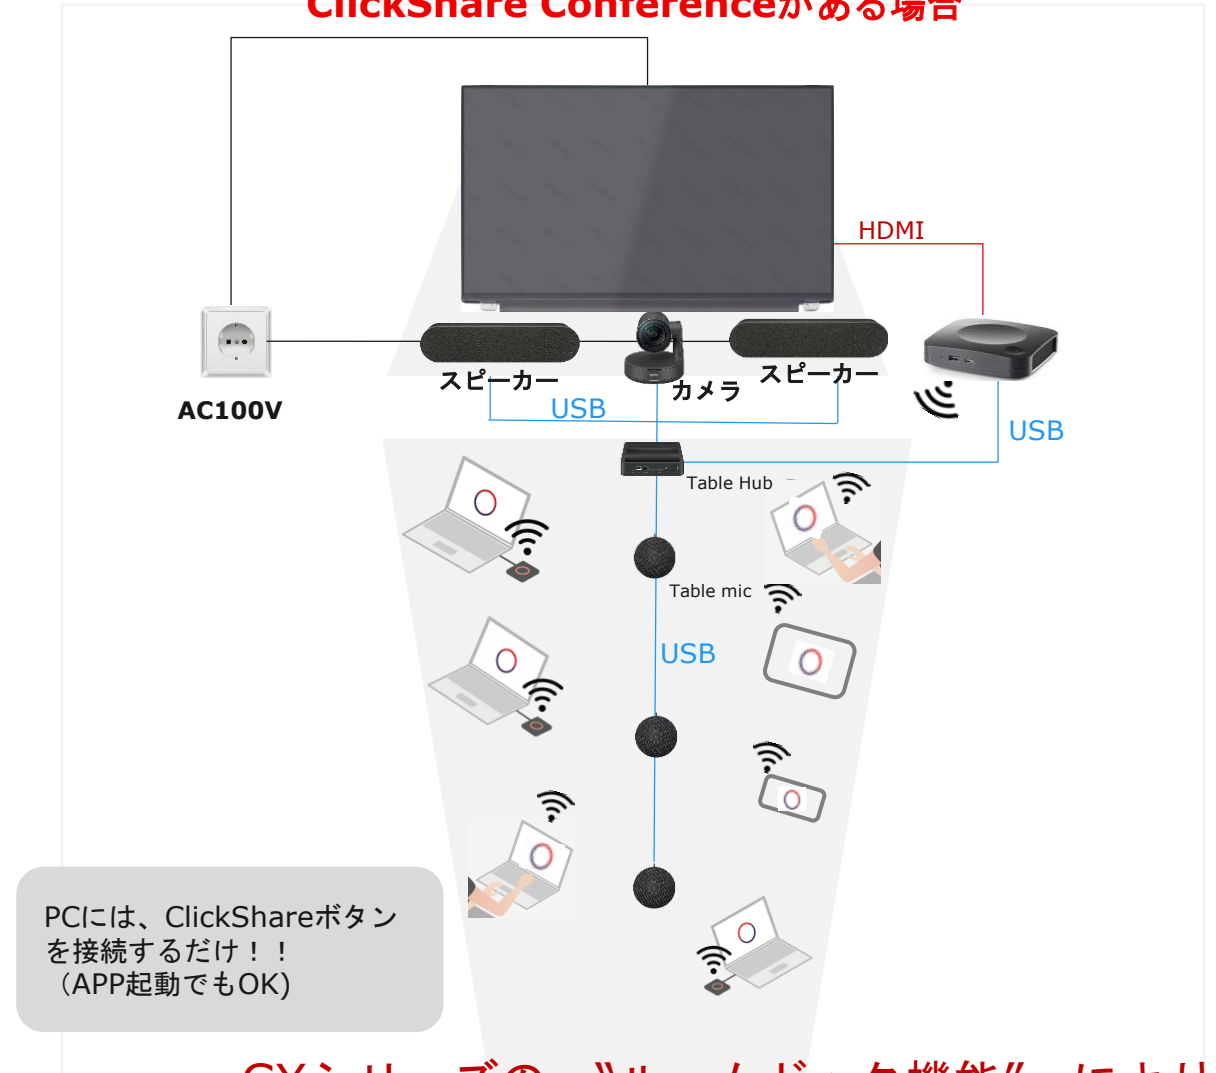 ClickShare Conferenceがある場合
HDMI
スピーカー
カメラ
スピーカー
AC100V
USB
USB
Table Hub
Table mic
USB
PCには、ClickShareボタン
を接続するだけ！！
（APP起動でもOK)